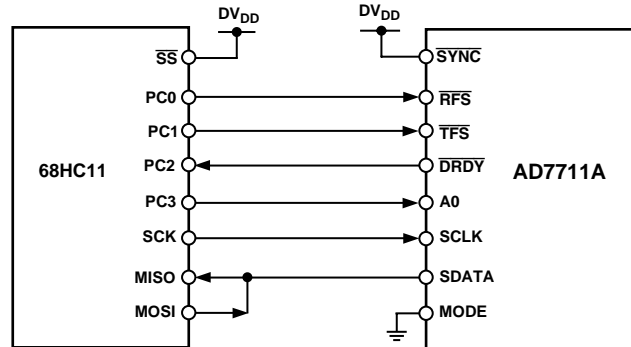 DVDD DVDD
SS SYNC
PC0 RFS
PC1 TFS
68HC11 PC2 DRDY AD7711A
PC3 A0
SCK SCLK
MISO SDATA
MOSI MODE